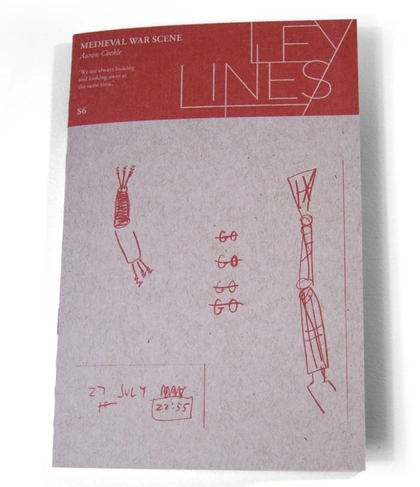 MEDIEVAL WAR SCENE
Aaron Cockle
"We are always looking
and looking away at
the same time."
$6
LEY
LINES
GO
GO
GO
GO
27 JULY
22:55